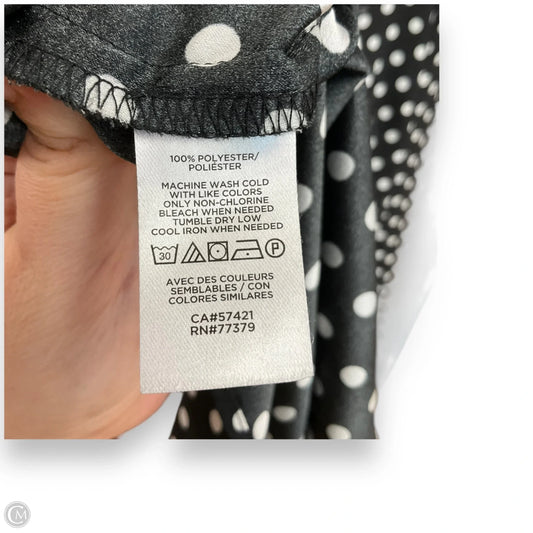 100% POLYESTER/
POLIÉSTER
MACHINE WASH COLD
WITH LIKE COLORS
ONLY NON-CHLORINE
BLEACH WHEN NEEDED
TUMBLE DRY LOW
COOL IRON WHEN NEEDED
30 P
AVEC DES COULEURS
SEMBLABLES / CON
COLORES SIMILARES
CA#57421
RN#77379
CM